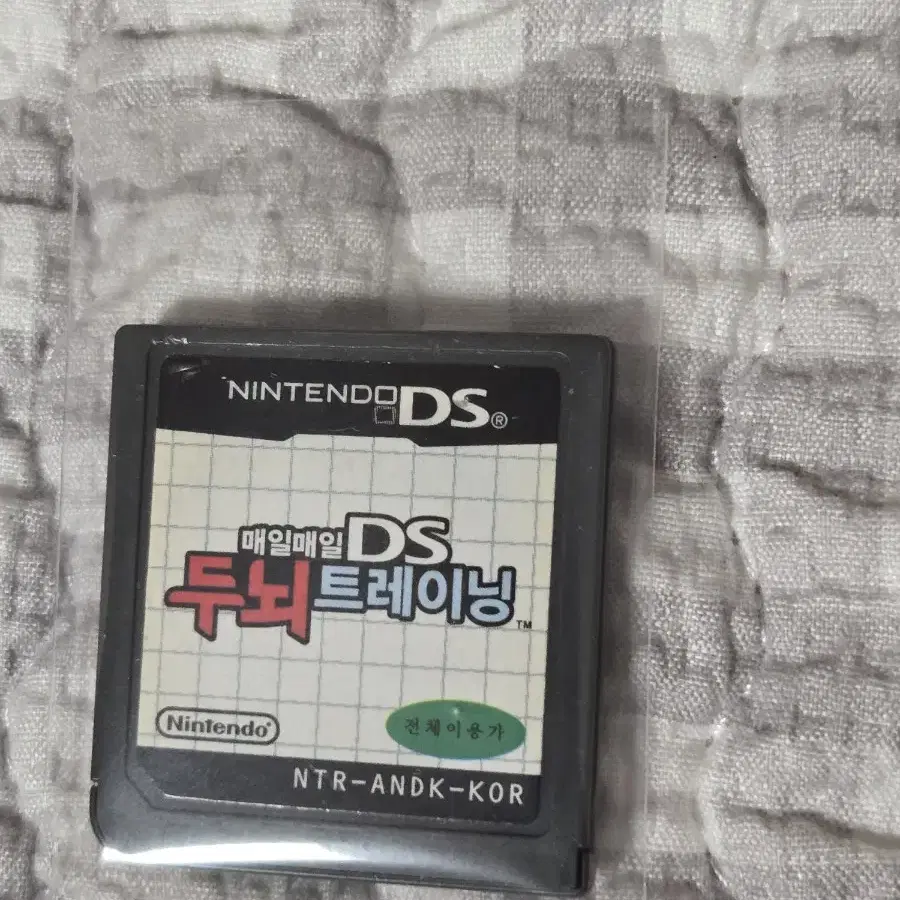 NINTENDO DS®
매일매일 DS
두뇌 트레이닝™
Nintendo®
전체이용가
NTR-ANDK-KOR